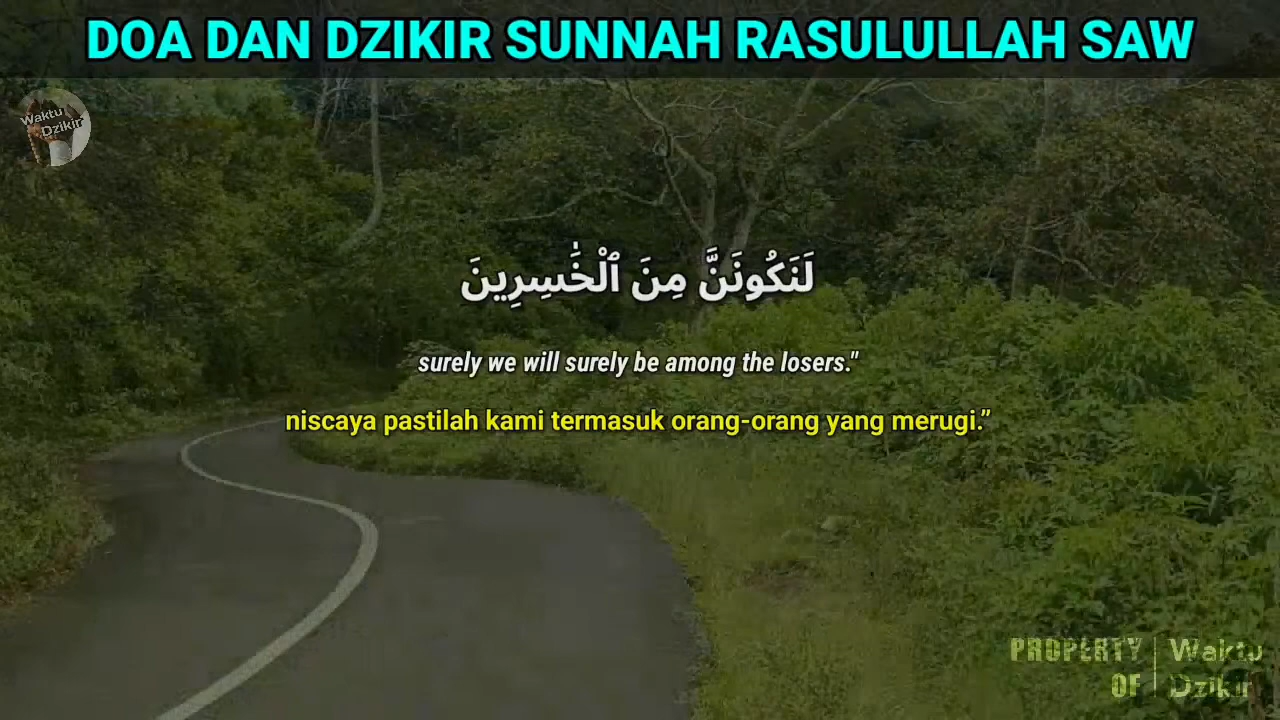 DOA DAN DZIKIR SUNNAH RASULULLAH SAW
Waktu
Dzikir
لَنَكُونَنَّ مِنَ ٱلْخَٰسِرِينَ
surely we will surely be among the losers."
niscaya pastilah kami termasuk orang-orang yang merugi.”
PROPERTY OF
Waktu Dzikir